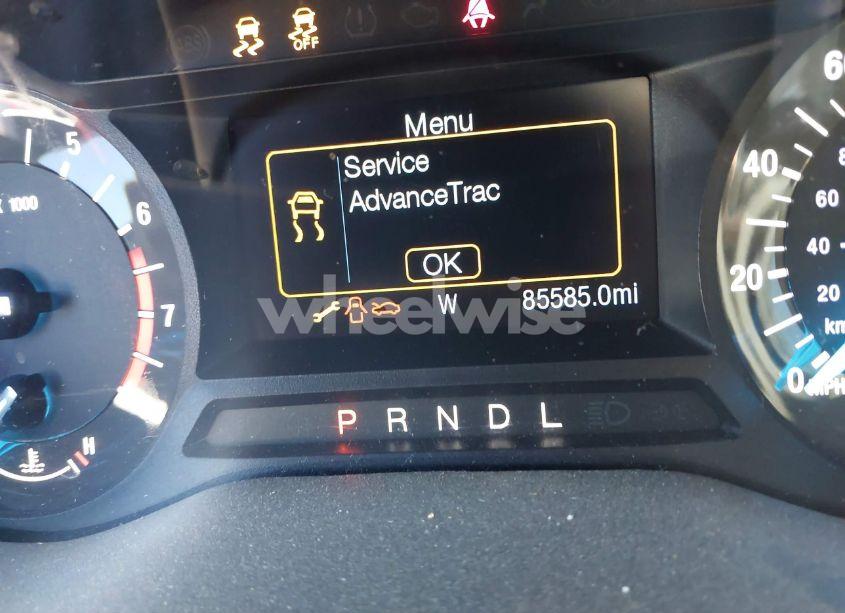 OFF
Menu
Service
AdvanceTrac
OK
W 85585.0mi
wheelwise
P R N D L
5
6
7
1000
H
60
40
20
0
MPH
8
60
40
20
km